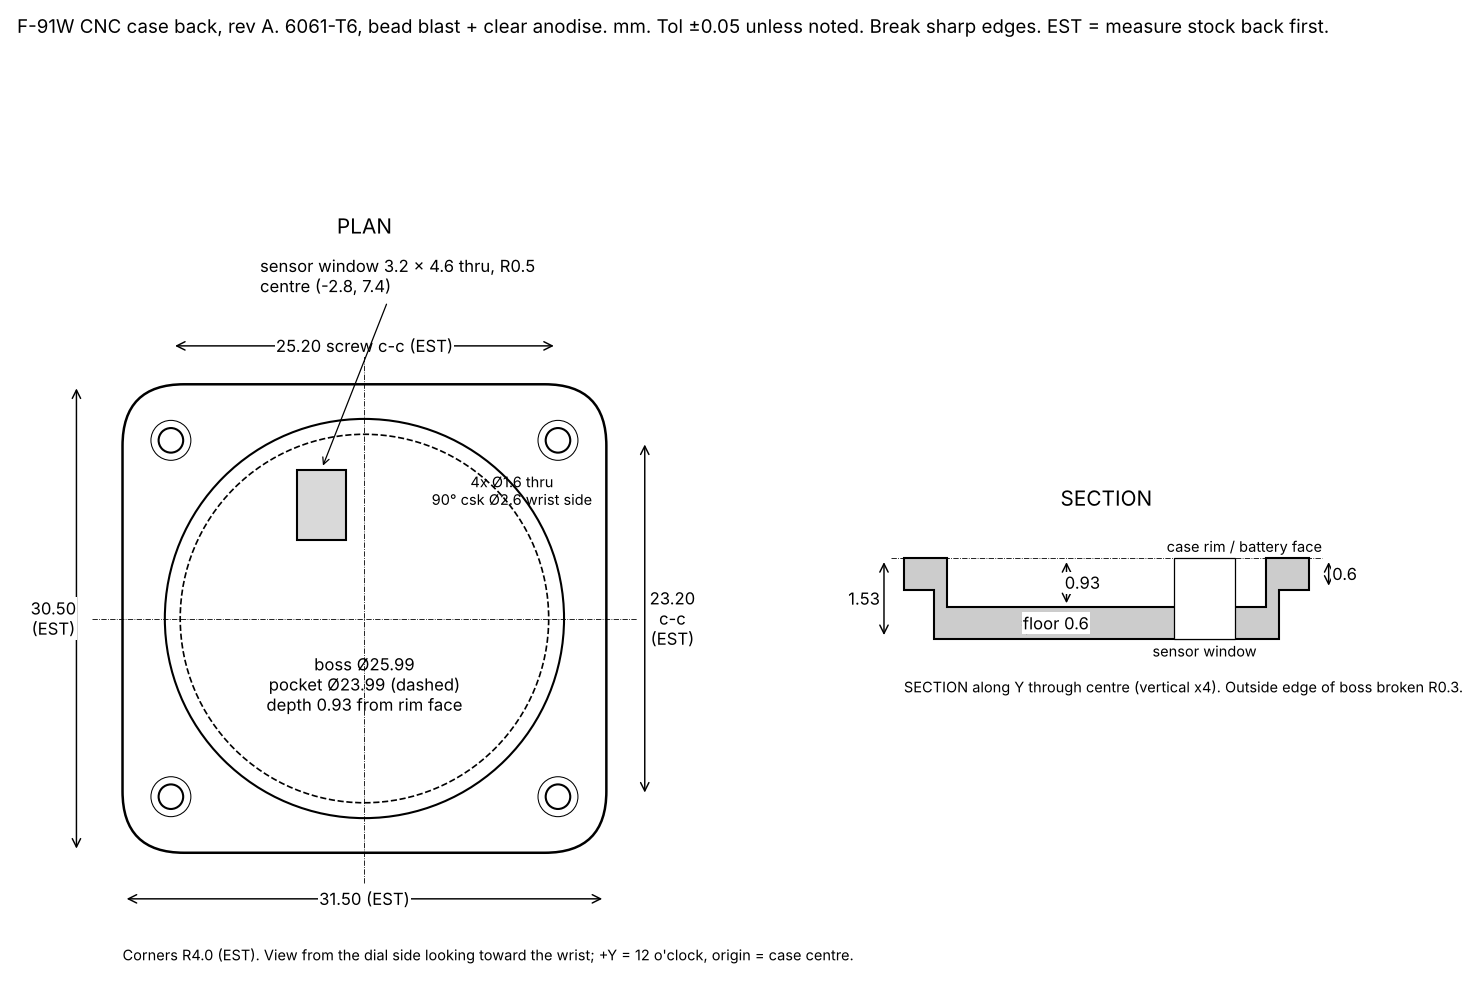 F-91W CNC case back, rev A. 6061-T6, bead blast + clear anodise. mm. Tol ±0.05 unless noted. Break sharp edges. EST = measure stock back first.
PLAN
sensor window 3.2 × 4.6 thru, R0.5
centre (-2.8, 7.4)
25.20 screw c-c (EST)
4x Ø1.6 thru
90° csk Ø2.6 wrist side
30.50
(EST)
23.20
c-c
(EST)
boss Ø25.99
pocket Ø23.99 (dashed)
depth 0.93 from rim face
31.50 (EST)
Corners R4.0 (EST). View from the dial side looking toward the wrist; +Y = 12 o'clock, origin = case centre.
SECTION
case rim / battery face
0.93
0.6
1.53
floor 0.6
sensor window
SECTION along Y through centre (vertical x4). Outside edge of boss broken R0.3.